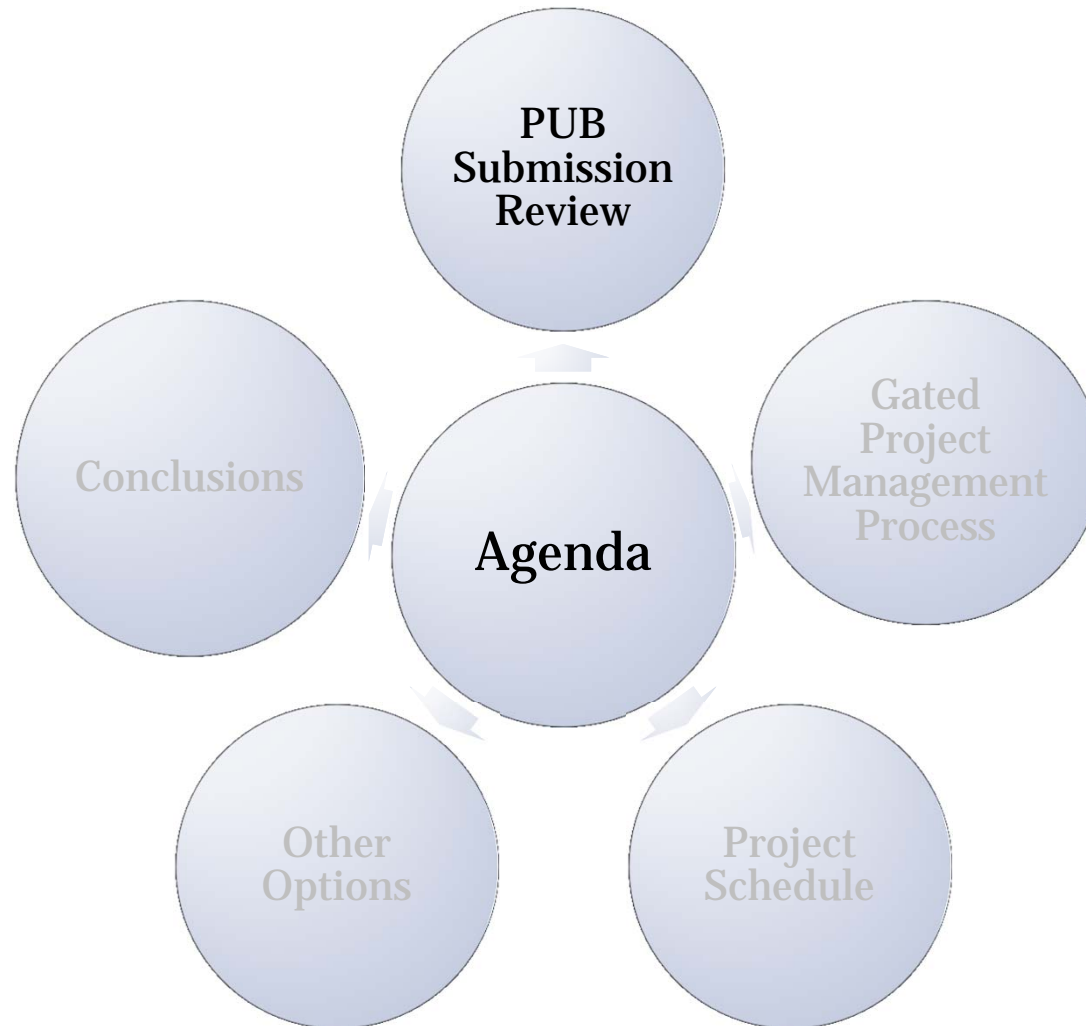 PUB
Submission
Review
Gated
Project
Management
Process
Conclusions
Agenda
Other
Options
Project
Schedule